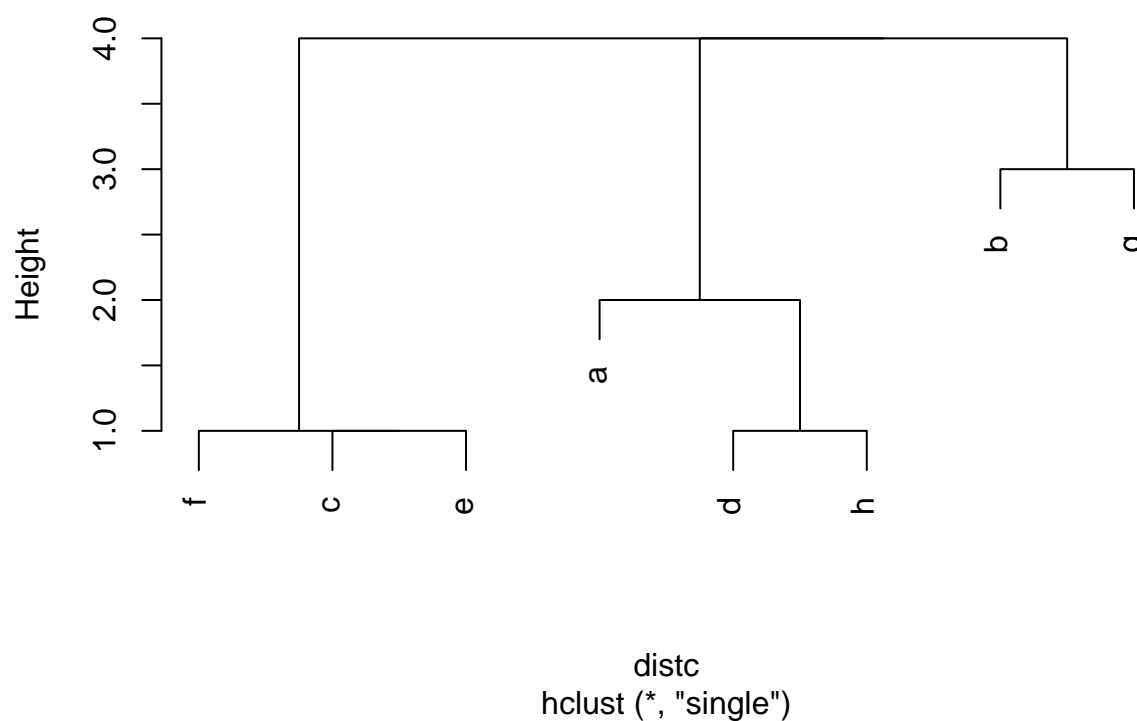 4.0
3.0
2.0
1.0
Height
b
g
a
f
c
e
d
h
distc
hclust (*, "single")